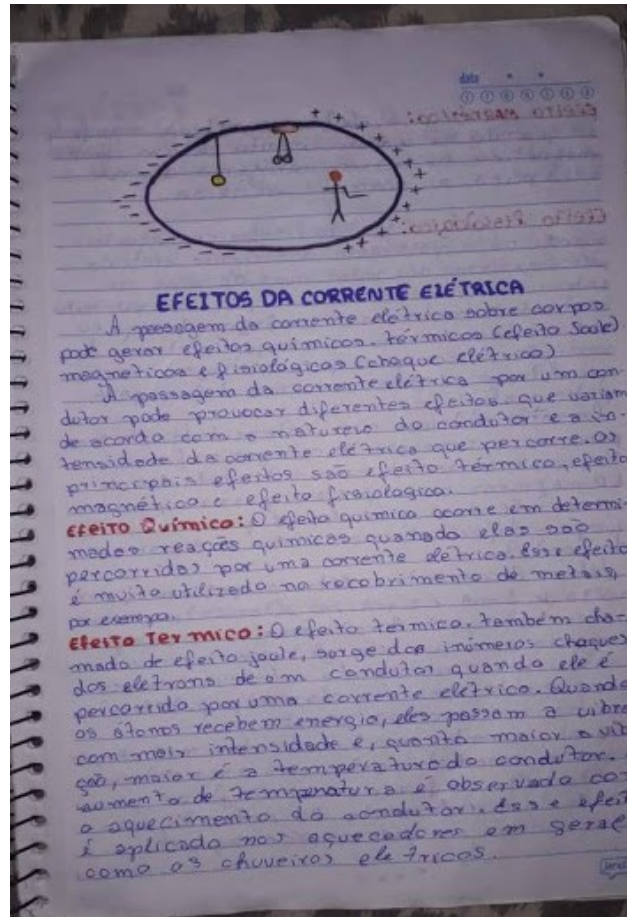 data
EFEITOS DA CORRENTE ELÉTRICA
A passagem da corrente elétrica sobre corpos
pode gerar efeitos químicos. térmicos (efeito Joule)
magnéticos e fisiológicos (choque elétrico)
A passagem da corrente elétrica por um con-
dutor pode provocar diferentes efeitos, que variam
de acordo com a natureza do condutor e a in-
tensidade da corrente elétrica que percorre. os
principais efeitos são efeito térmico, efeito
magnético e efeito fisiologico.
Efeito Químico: O efeito químico ocorre em determi-
nadas reações químicas quando elas são
percorridas por uma corrente elétrica. Esse efeito
é muito utilizado no recobrimento de metais,
por exemplo.
Efeito Termico: O efeito térmico, também cha-
mado de efeito joule, surge dos inúmeros choques
dos eletrons de um condutor quando ele é
percorrido por uma corrente elétrica. Quando
os átomos recebem energia, eles passam a vibra
com mais intensidade e, quanto maior a vib
ção, maior é a temperatura do condutor.
aumento de temperatura é observado co
o aquecimento do condutor. Esse efeit
é aplicado nos aquecedores em geral
como os chuveiros elétricos.